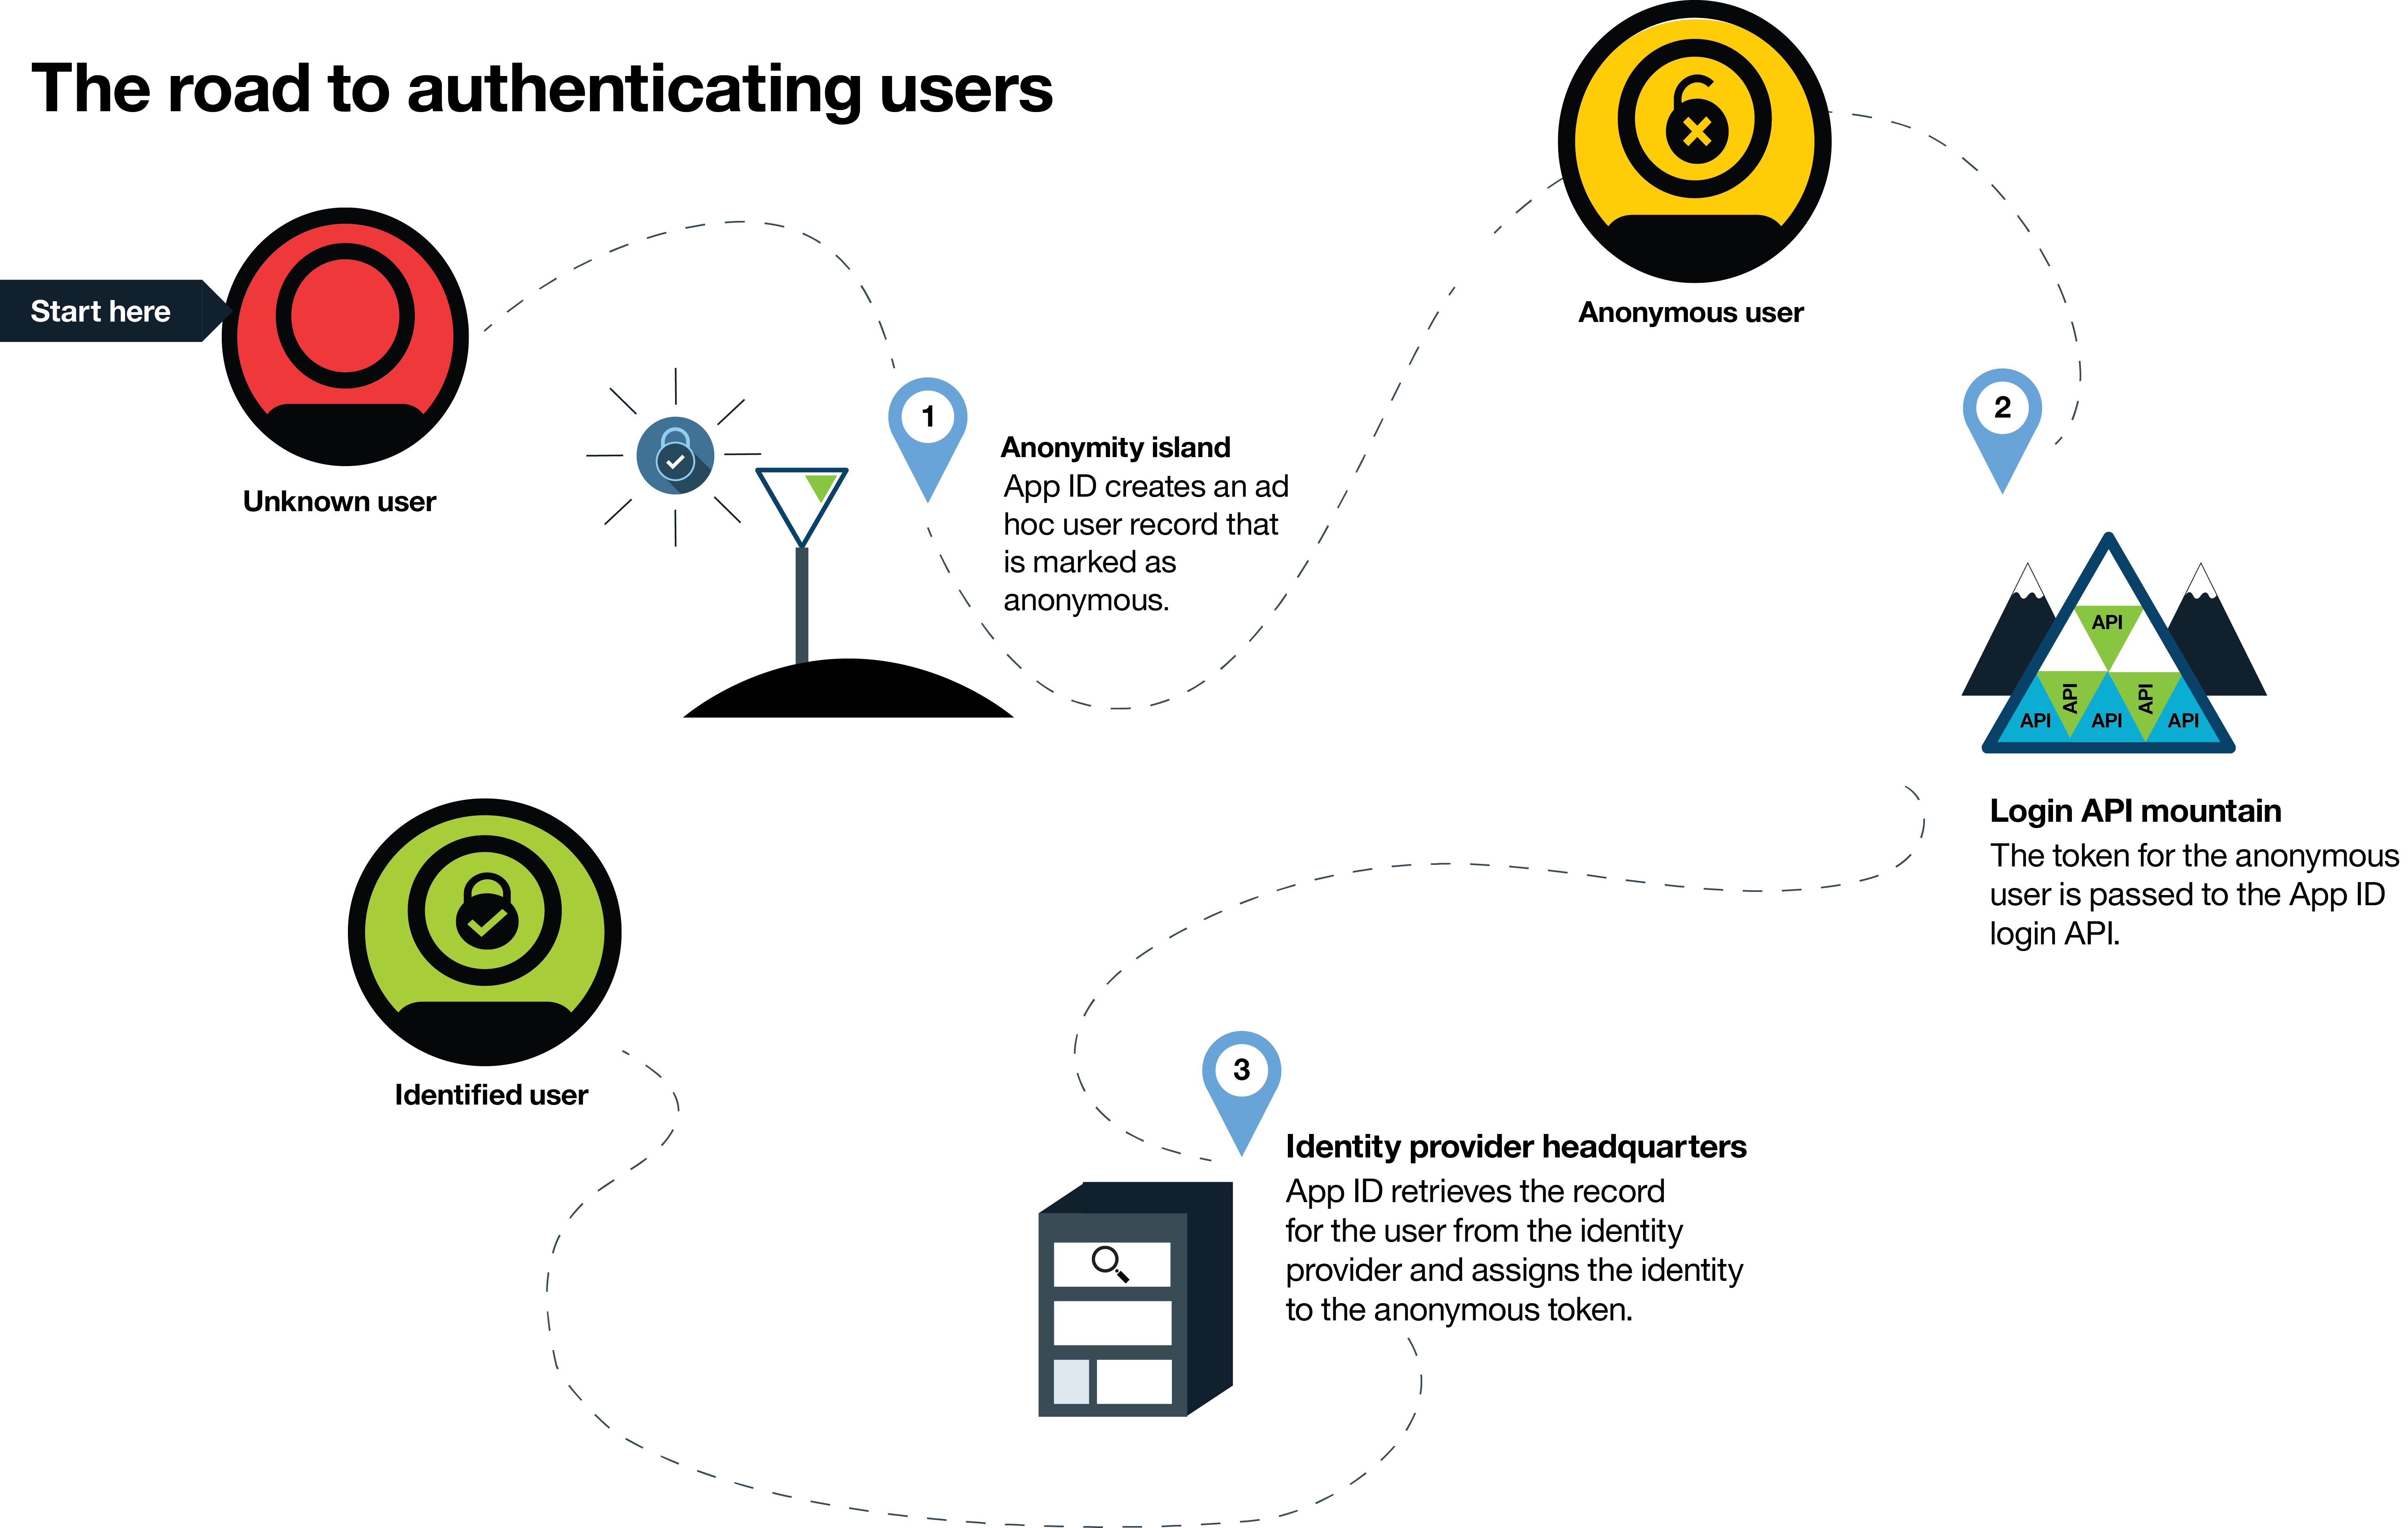 The road to authenticating users
Start here
Unknown user
1
Anonymity island
App ID creates an ad
hoc user record that
is marked as
anonymous.
Anonymous user
2
API
API
API
API
API
API
Login API mountain
The token for the anonymous
user is passed to the App ID
login API.
3
Identity provider headquarters
App ID retrieves the record
for the user from the identity
provider and assigns the identity
to the anonymous token.
Identified user